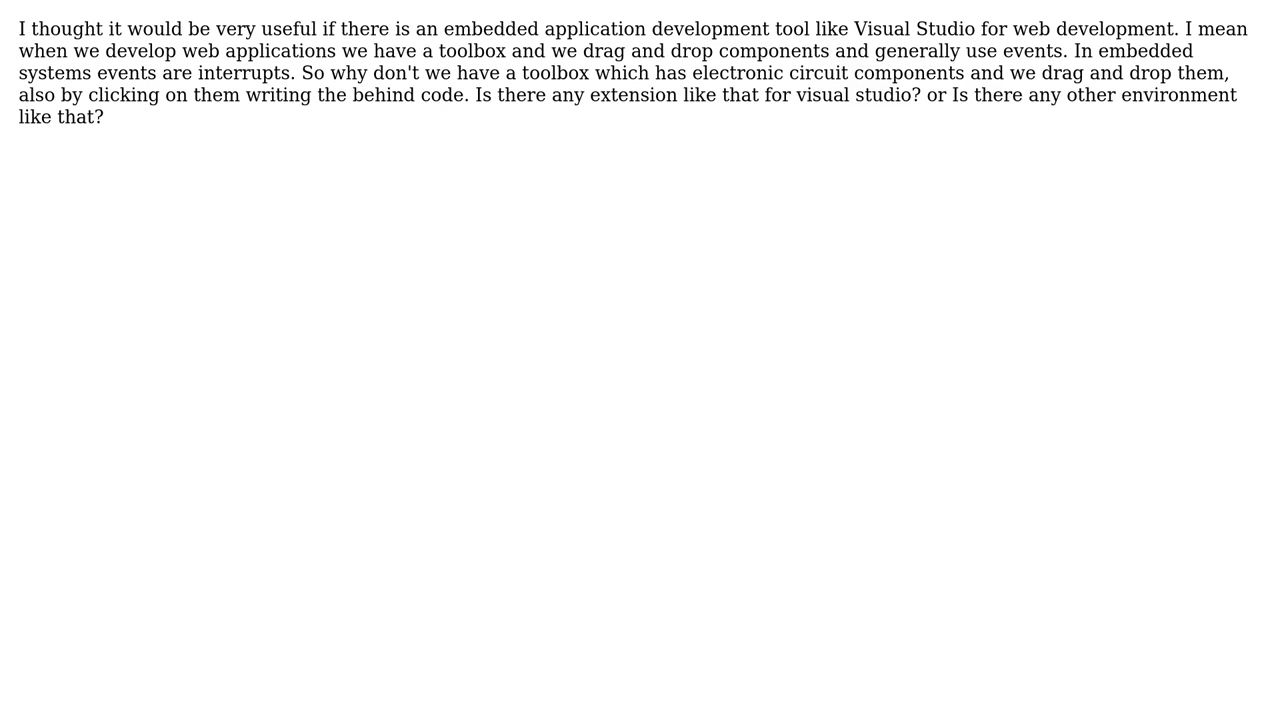 I thought it would be very useful if there is an embedded application development tool like Visual Studio for web development. I mean
when we develop web applications we have a toolbox and we drag and drop components and generally use events. In embedded
systems events are interrupts. So why don't we have a toolbox which has electronic circuit components and we drag and drop them,
also by clicking on them writing the behind code. Is there any extension like that for visual studio? or Is there any other environment
like that?